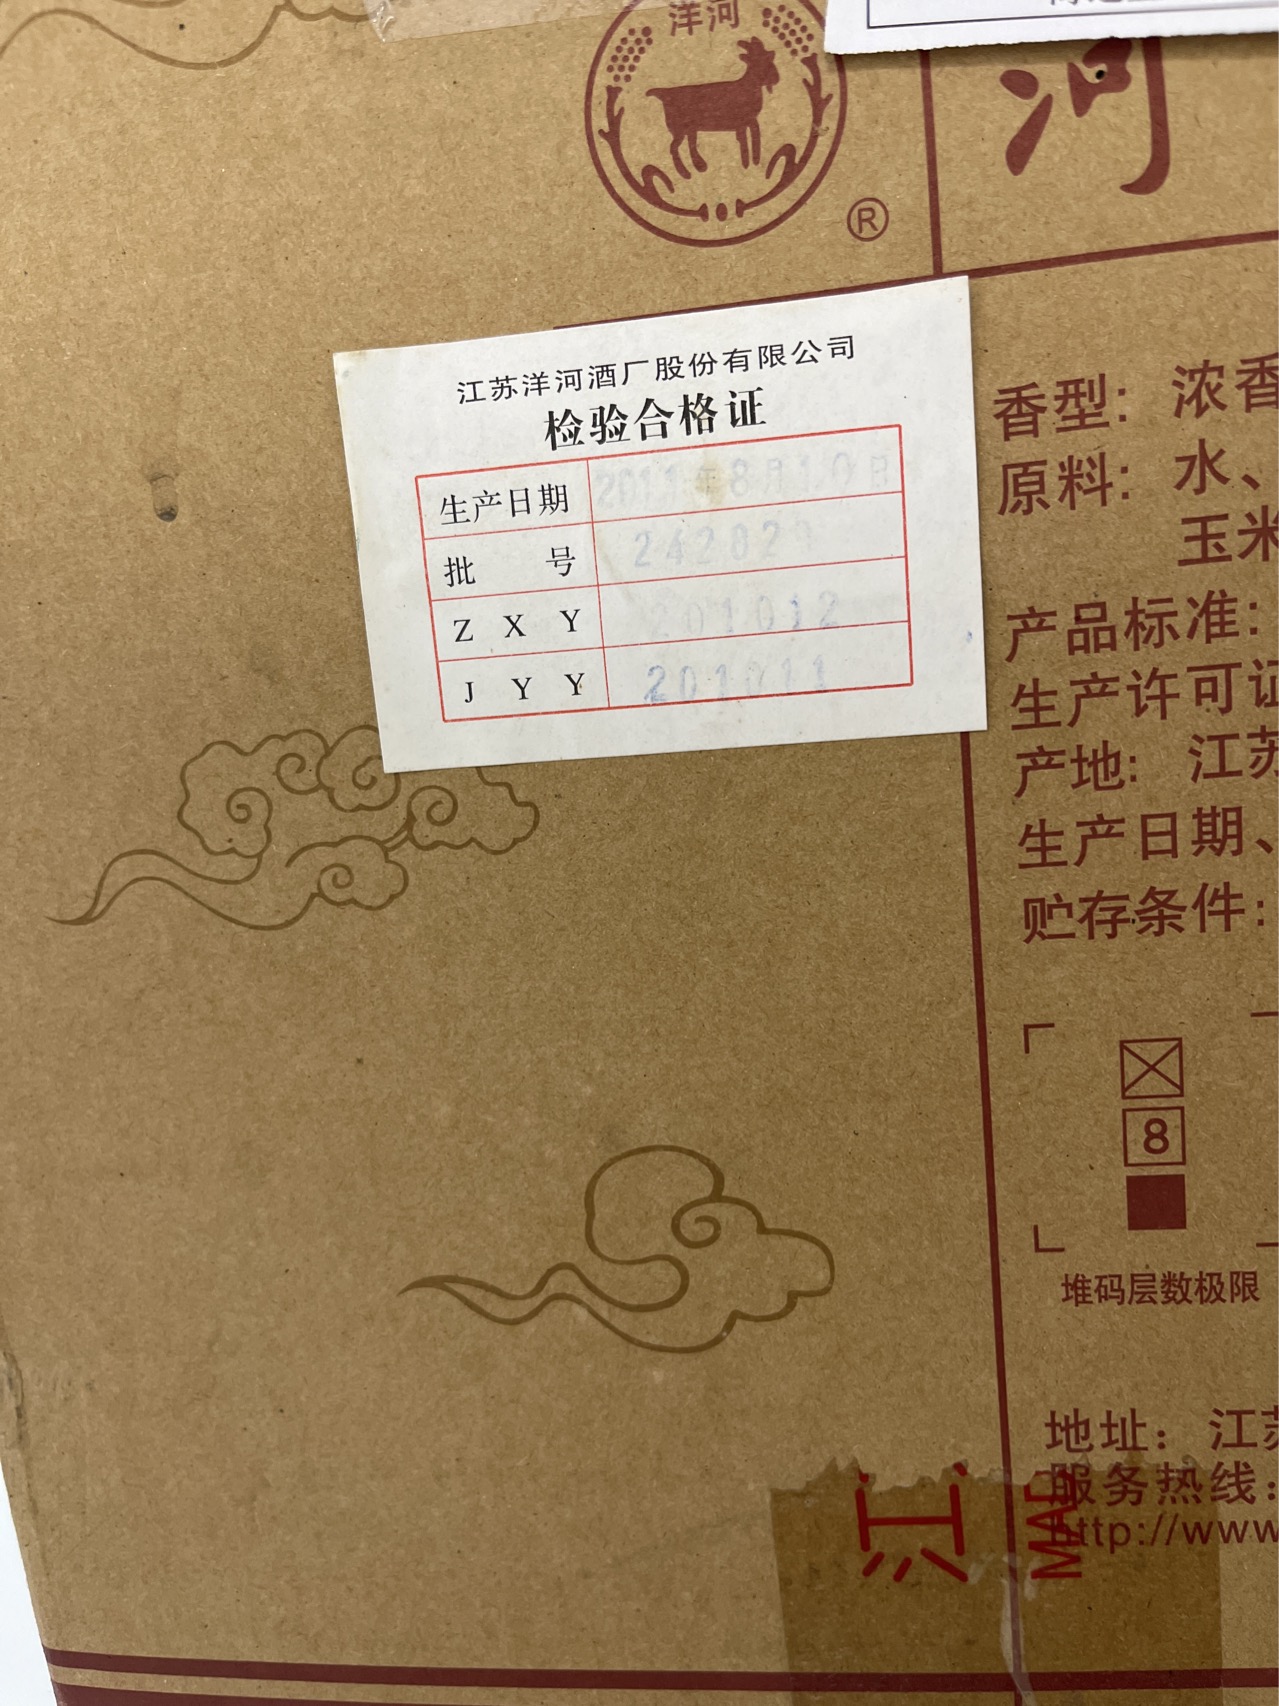 洋河
®
河
江苏洋河酒厂股份有限公司
检验合格证
生产日期 2011年8月10日
批 号 24282
Z X Y 201012
J Y Y 201011
香型: 浓香
原料: 水、
玉米
产品标准:
生产许可证
产地: 江苏
生产日期、
贮存条件:
8
堆码层数极限
地址: 江苏
服务热线:
http://www
江
MAD